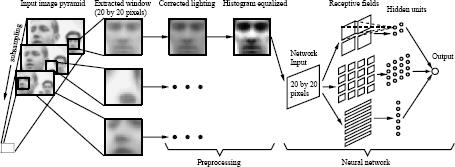 Input image pyramid
Extracted window
(20 by 20 pixels)
Corrected lighting
Histogram equalized
Receptive fields
Hidden units
subsampling
Network
Input
20 by 20
pixels
Output
Preprocessing
Neural network